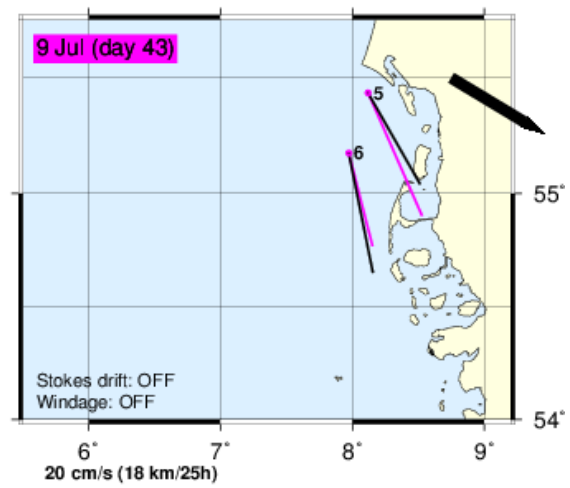 9 Jul (day 43)
5
6
55˚
Stokes drift: OFF
Windage: OFF
54˚
6˚ 7˚ 8˚ 9˚
20 cm/s (18 km/25h)